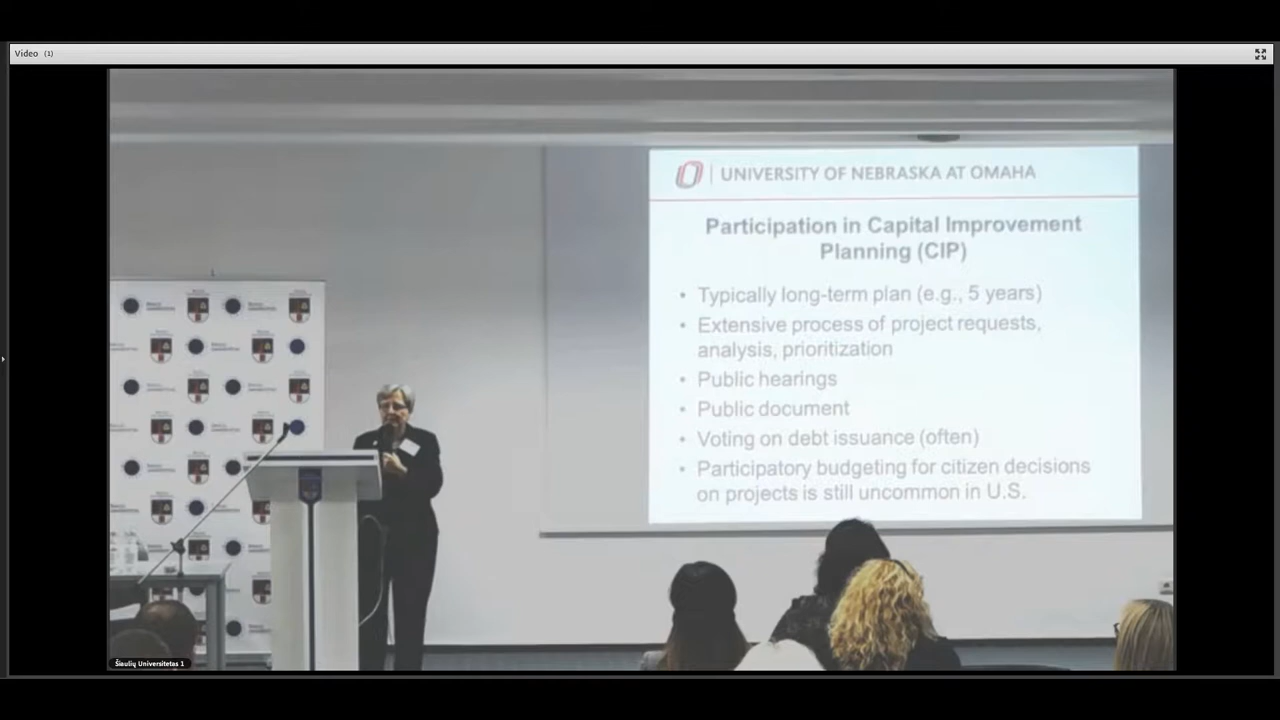 Video (1)
UNIVERSITY OF NEBRASKA AT OMAHA
Participation in Capital Improvement
Planning (CIP)
• Typically long-term plan (e.g., 5 years)
• Extensive process of project requests,
analysis, prioritization
• Public hearings
• Public document
• Voting on debt issuance (often)
• Participatory budgeting for citizen decisions
on projects is still uncommon in U.S.
Šiaulių Universitetas 1